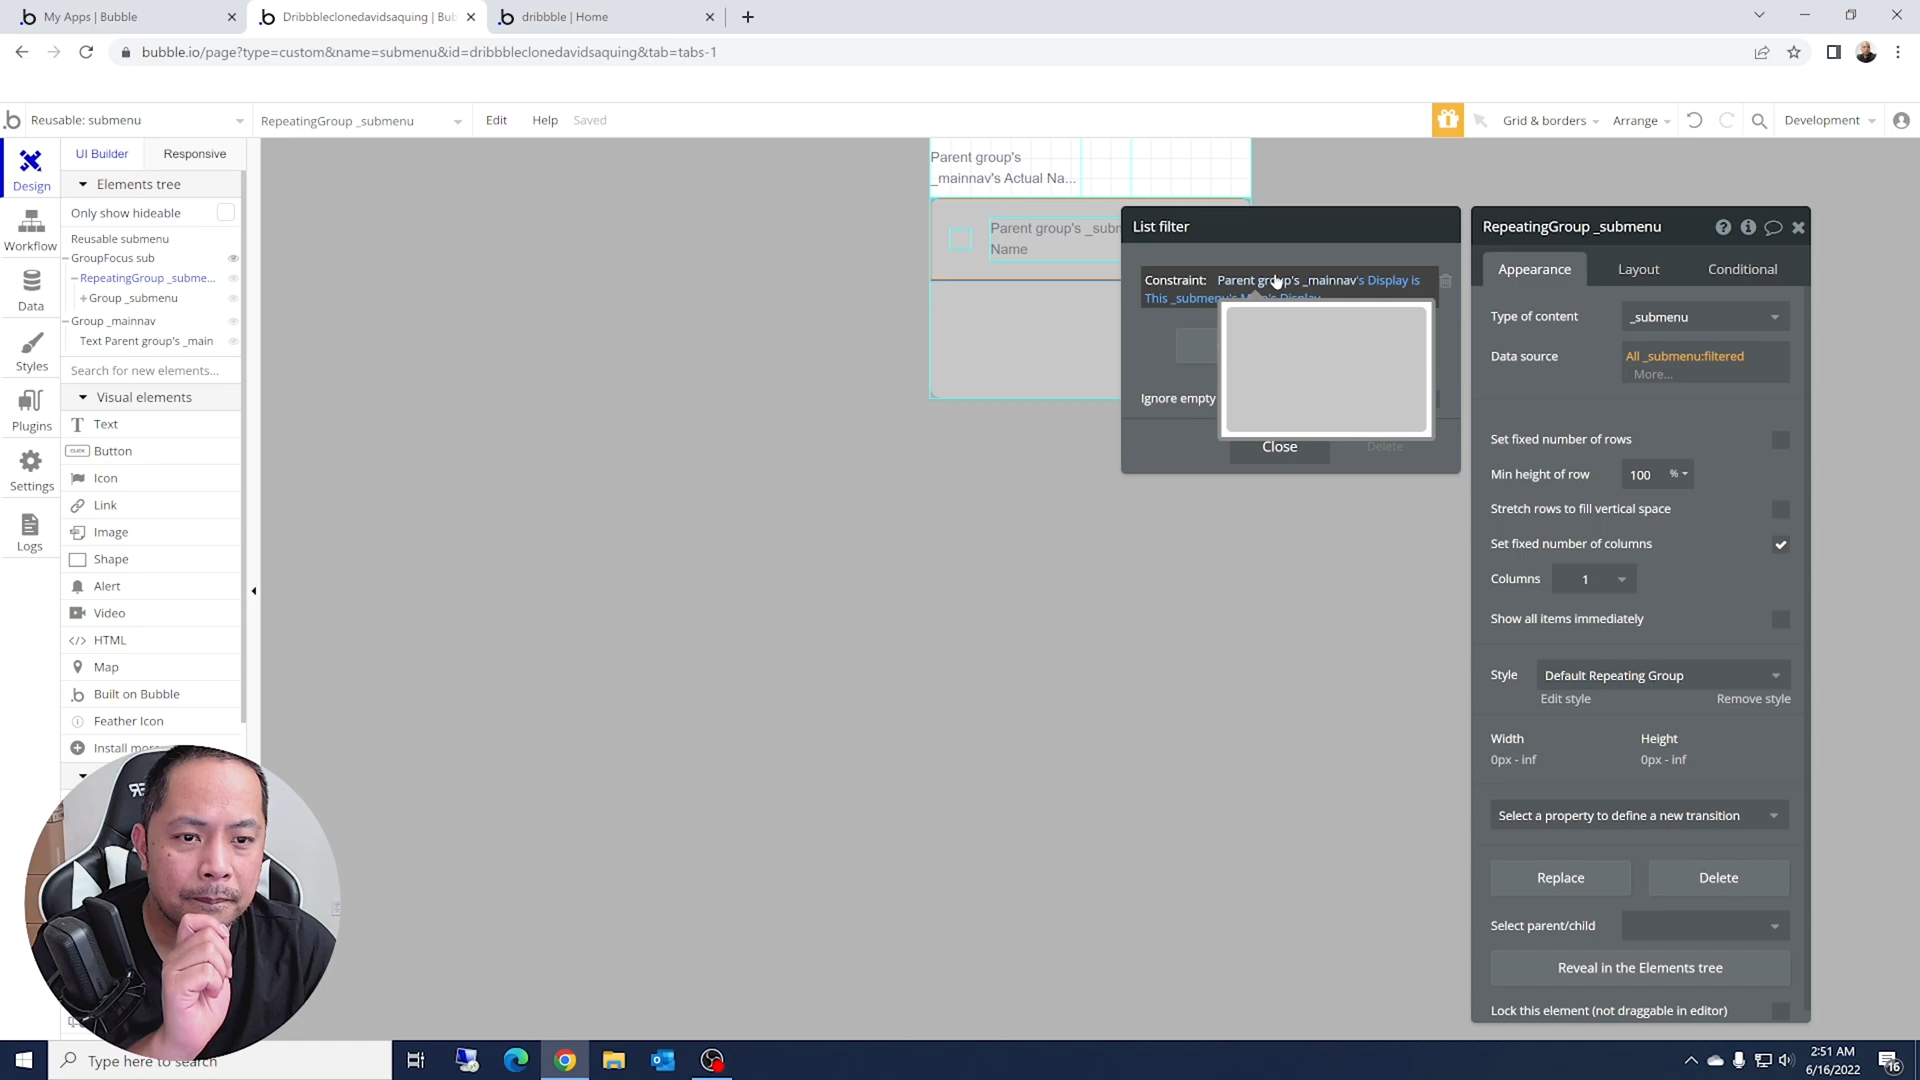 My Apps | Bubble
Dribbbleclonedavidsaquing | Bub
dribbble | Home
bubble.io/page?type=custom&name=submenu&id=dribbbleclonedavidsaquing&tab=tabs-1
Reusable: submenu
RepeatingGroup _submenu
Edit
Help
Saved
Grid & borders
Arrange
Development
Design
Workflow
Data
Styles
Plugins
Settings
Logs
UI Builder
Responsive
Elements tree
Only show hideable
Reusable submenu
GroupFocus sub
RepeatingGroup _subme...
Group _submenu
Group _mainnav
Text Parent group's _main
Search for new elements...
Visual elements
Text
Button
CLICK
Icon
Link
Image
Shape
Alert
Video
HTML
Map
Built on Bubble
Feather Icon
Install more
Parent group's
_mainnav's Actual Na...
Parent group's _subr
Name
List filter
Constraint: Parent group's _mainnav's Display is
This _submenu's Main's Display
Ignore empty
Close
Delete
RepeatingGroup _submenu
Appearance
Layout
Conditional
Type of content
_submenu
Data source
All _submenu:filtered
More...
Set fixed number of rows
Min height of row
100 %
Stretch rows to fill vertical space
Set fixed number of columns
Columns
1
Show all items immediately
Style
Default Repeating Group
Edit style
Remove style
Width
Height
0px - inf
0px - inf
Select a property to define a new transition
Replace
Delete
Select parent/child
Reveal in the Elements tree
Lock this element (not draggable in editor)
Type here to search
2:51 AM
6/16/2022
16